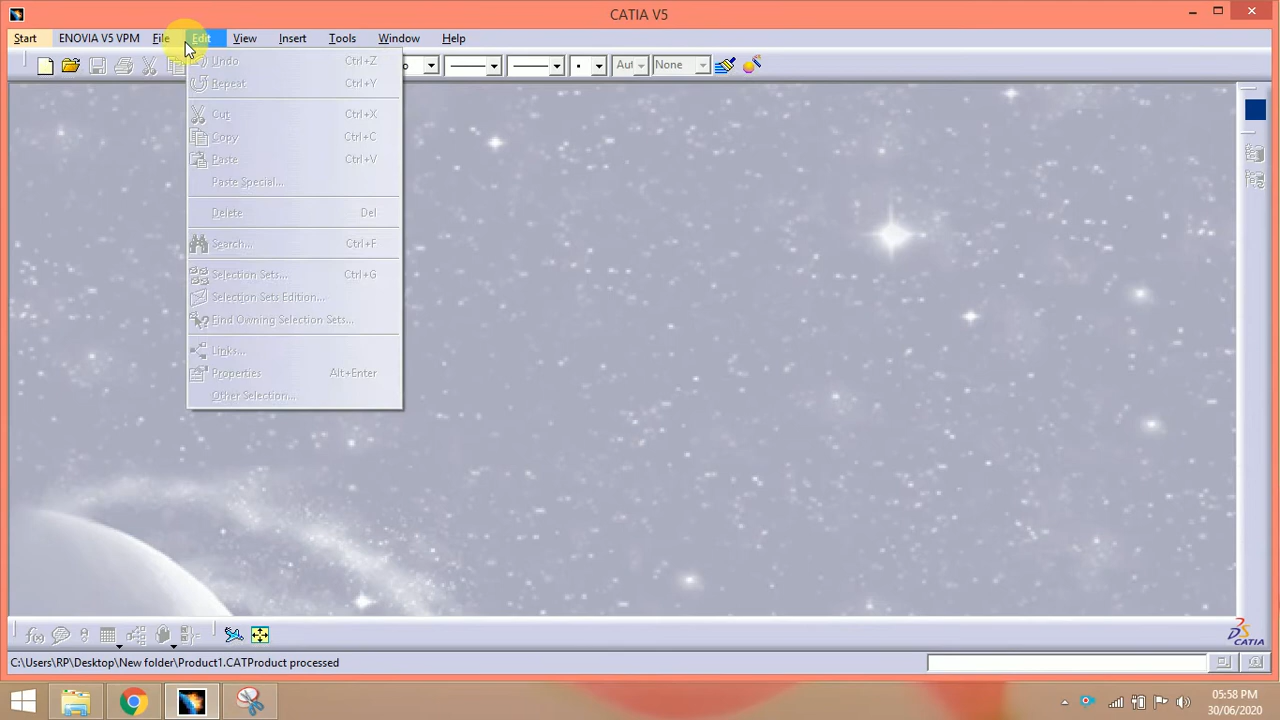 CATIA V5
Start ENOVIA V5 VPM File Edit View Insert Tools Window Help
Aut None
Undo Ctrl+Z
Repeat Ctrl+Y
Cut Ctrl+X
Copy Ctrl+C
Paste Ctrl+V
Paste Special...
Delete Del
Search... Ctrl+F
Selection Sets... Ctrl+G
Selection Sets Edition...
Find Owning Selection Sets...
Links...
Properties Alt+Enter
Other Selection...
CATIA
C:\Users\RP\Desktop\New folder\Product1.CATProduct processed
05:58 PM
30/06/2020